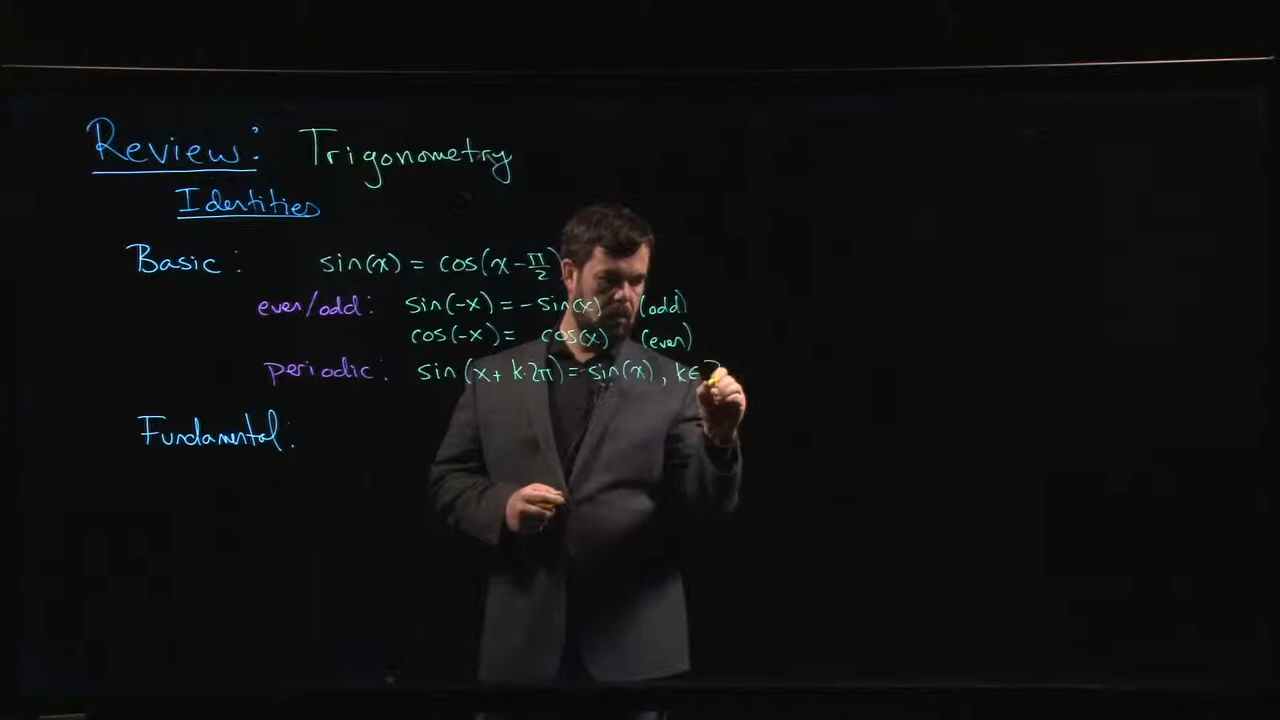 Review: Trigonometry
Identities
Basic: sin(x) = cos(x - π/2)
even/odd: sin(-x) = - sin(x) (odd)
cos(-x) = cos(x) (even)
periodic: sin(x + k·2π) = sin(x), k∈
Fundamental: